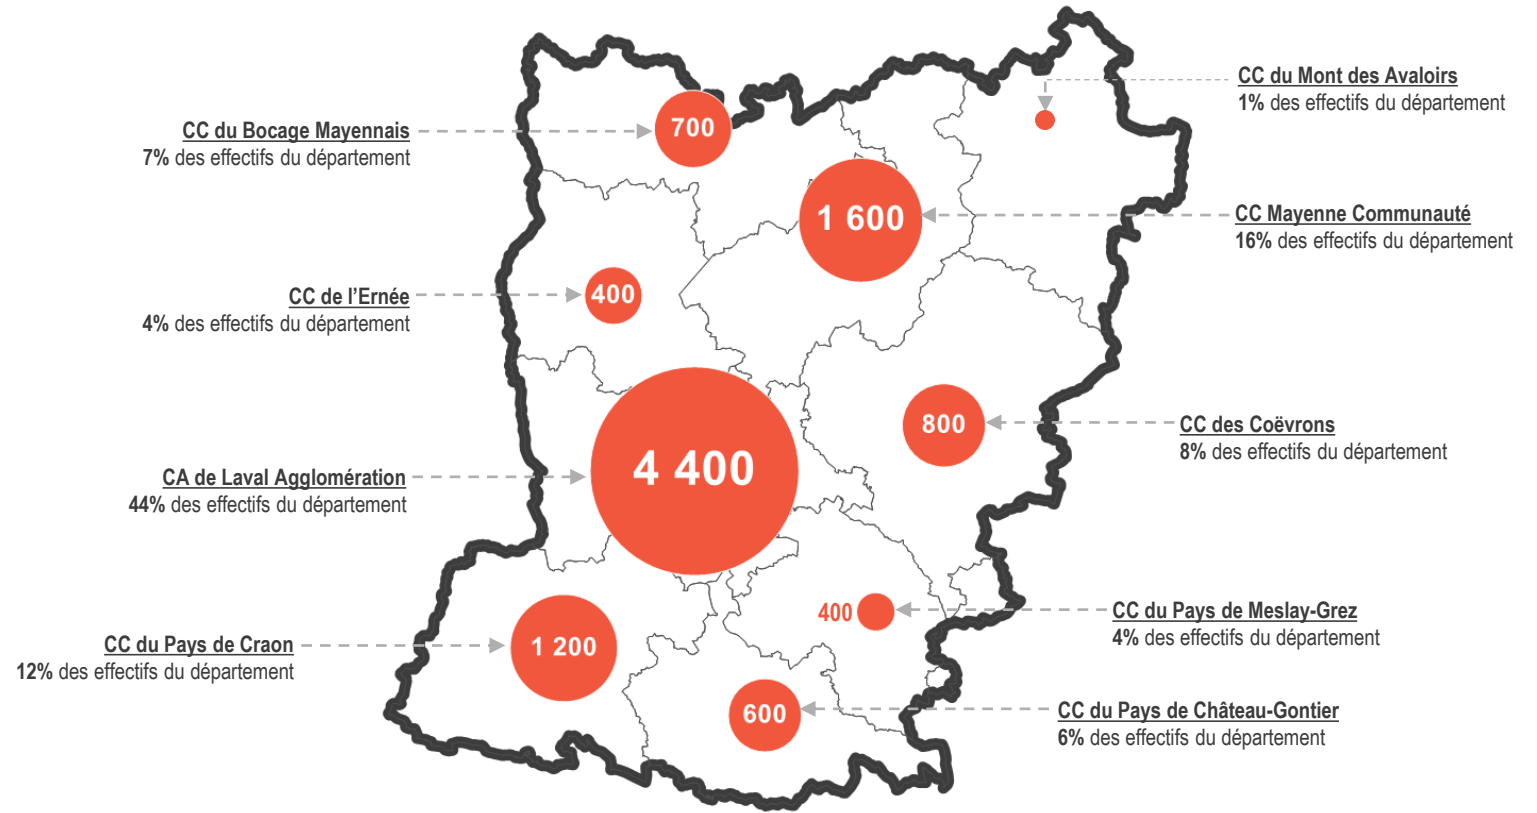 CC du Mont des Avaloirs
1% des effectifs du département
CC du Bocage Mayennais
7% des effectifs du département
700
1 600
CC Mayenne Communauté
16% des effectifs du département
CC de l’Ernée
4% des effectifs du département
400
800
CC des Coëvrons
8% des effectifs du département
CA de Laval Agglomération
44% des effectifs du département
4 400
400
CC du Pays de Meslay-Grez
4% des effectifs du département
CC du Pays de Craon
12% des effectifs du département
1 200
600
CC du Pays de Château-Gontier
6% des effectifs du département